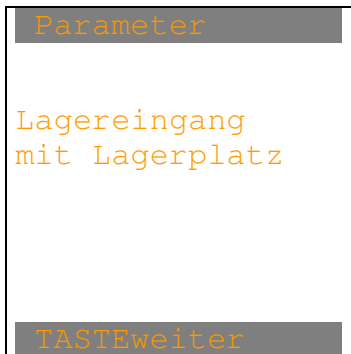 Parameter
Lagereingang
mit Lagerplatz
TASTEweiter